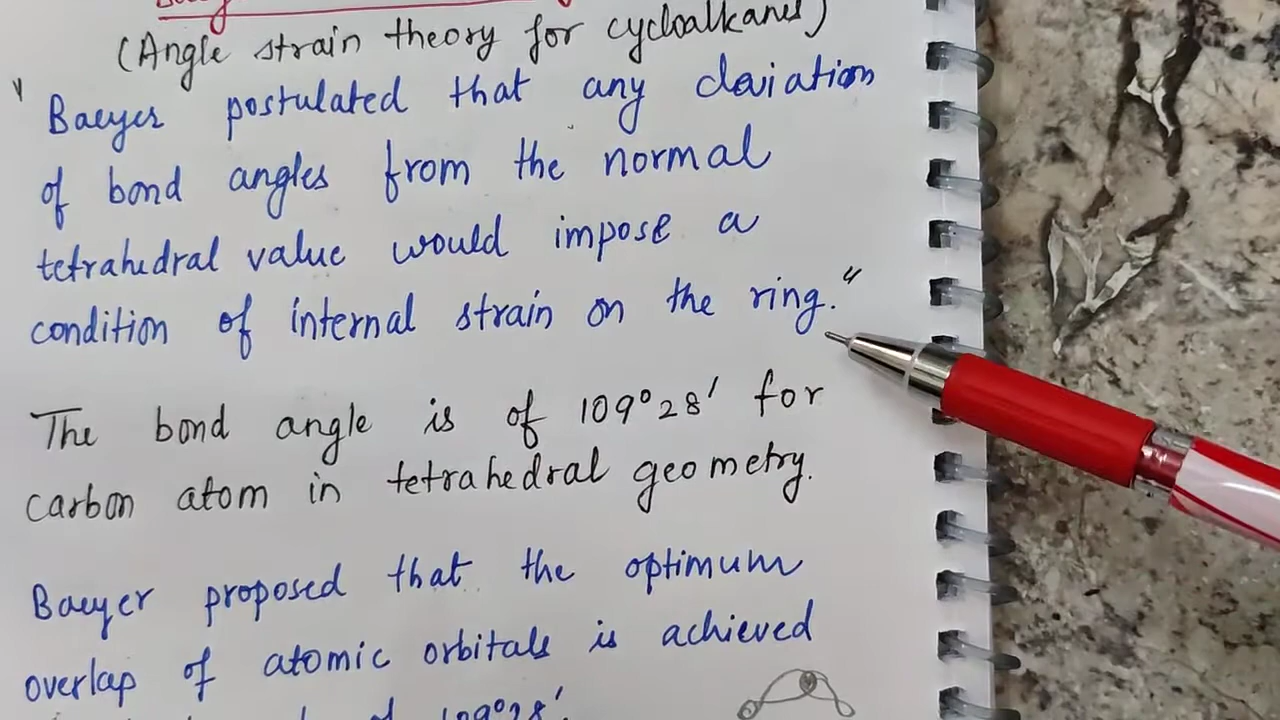 (Angle strain theory for cycloalkanes)
" Baeyer postulated that any deviation
of bond angles from the normal
tetrahedral value would impose a
condition of internal strain on the ring."
The bond angle is of 109°28' for
carbon atom in tetrahedral geometry.
Baeyer proposed that the optimum
overlap of atomic orbitals is achieved
109°28'.